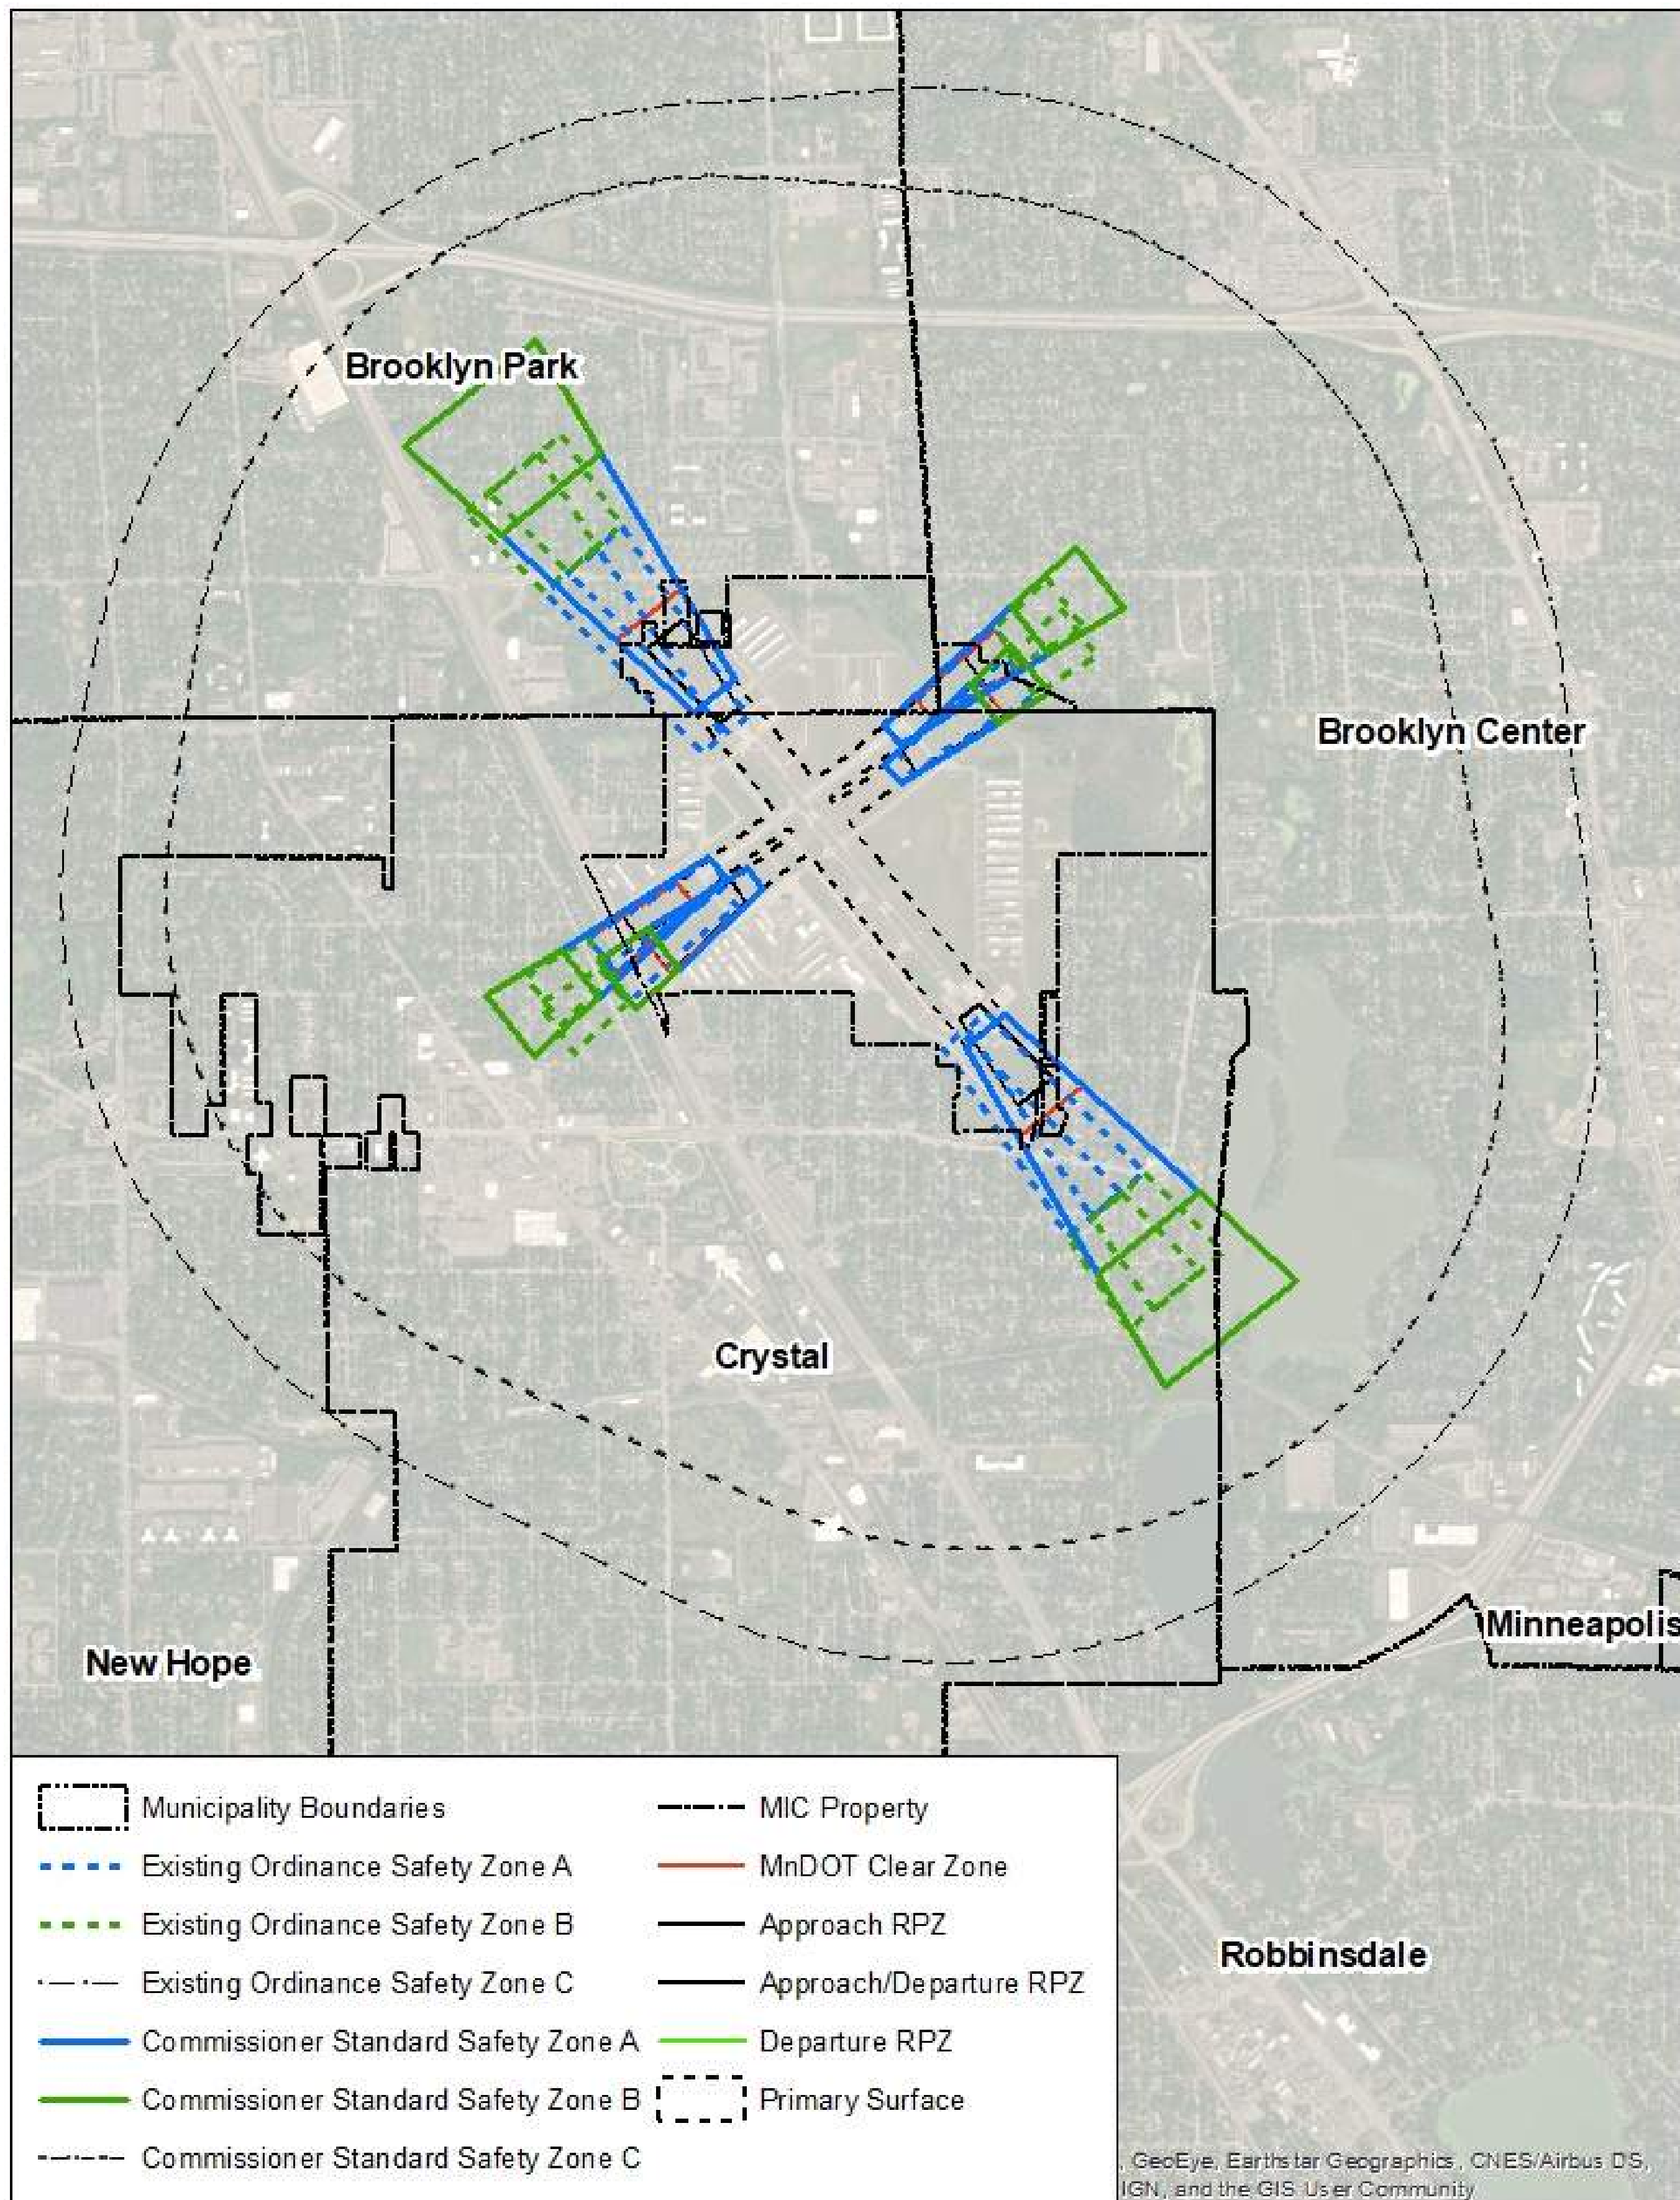 Brooklyn Park
Brooklyn Center
Crystal
Minneapolis
New Hope
Robbinsdale
Municipality Boundaries
Existing Ordinance Safety Zone A
Existing Ordinance Safety Zone B
Existing Ordinance Safety Zone C
Commissioner Standard Safety Zone A
Commissioner Standard Safety Zone B
Commissioner Standard Safety Zone C
MIC Property
MnDOT Clear Zone
Approach RPZ
Approach/Departure RPZ
Departure RPZ
Primary Surface
, GeoEye, Earthstar Geographics, CNES/Airbus DS,
IGN, and the GIS User Community